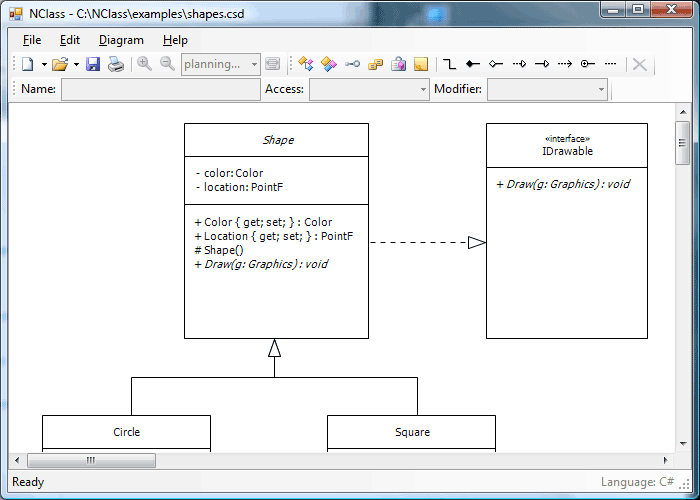 NClass - C:\NClass\examples\shapes.csd
File Edit Diagram Help
planning...
Name: Access: Modifier:
Shape
- color: Color
- location: PointF
+ Color { get; set; } : Color
+ Location { get; set; } : PointF
# Shape()
+ Draw(g: Graphics) : void
«interface»
IDrawable
+ Draw(g: Graphics) : void
Circle
Square
Ready
Language: C#